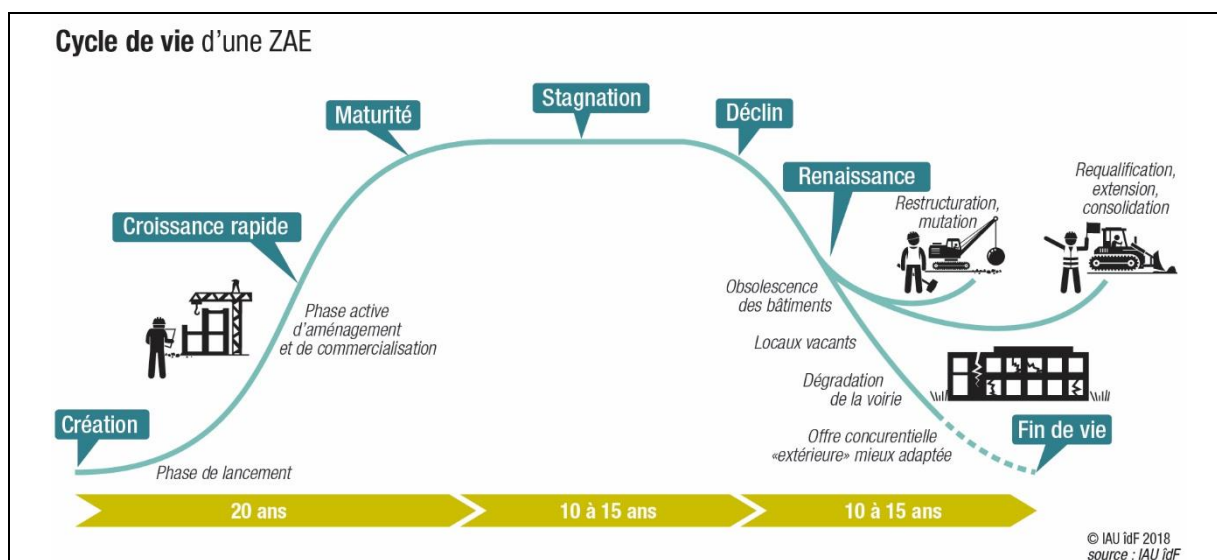 Cycle de vie d'une ZAE
Stagnation
Maturité
Déclin
Renaissance
Requalification,
extension,
consolidation
Restructuration,
mutation
Croissance rapide
Phase active
d'aménagement
et de commercialisation
Obsolescence
des bâtiments
Locaux vacants
Dégradation
de la voirie
Création
Phase de lancement
Offre concurentielle
«extérieure» mieux adaptée
Fin de vie
20 ans
10 à 15 ans
10 à 15 ans
© IAU îdF 2018
source : IAU îdF